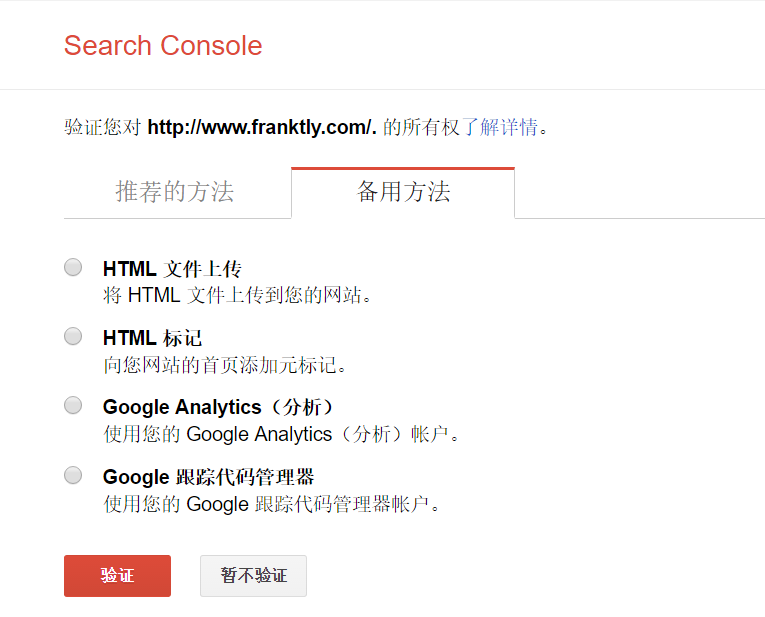 Search Console
验证您对 http://www.franktly.com/. 的所有权了解详情。
推荐的方法 备用方法
HTML 文件上传
将 HTML 文件上传到您的网站。
HTML 标记
向您网站的首页添加元标记。
Google Analytics（分析）
使用您的 Google Analytics（分析）帐户。
Google 跟踪代码管理器
使用您的 Google 跟踪代码管理器帐户。
验证 暂不验证